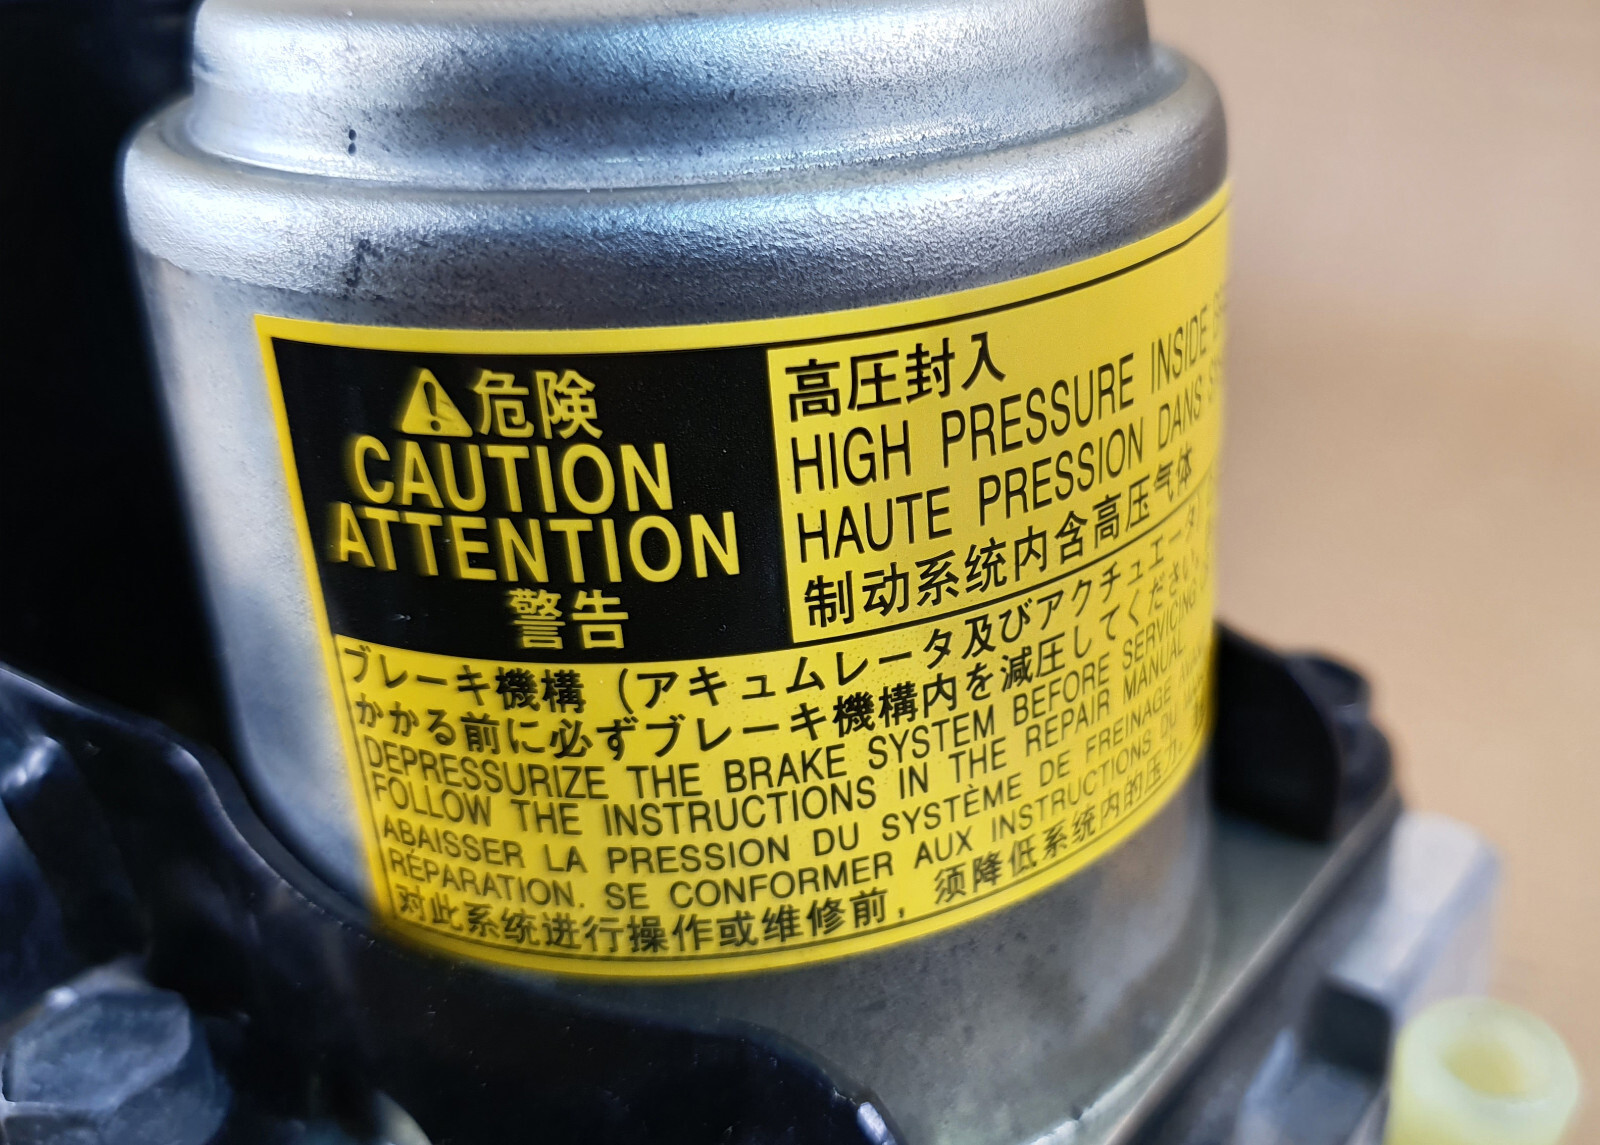 危険
CAUTION
ATTENTION
警告
高圧封入
HIGH PRESSURE INSIDE
HAUTE PRESSION DANS
制动系统内含高压气体
ブレーキ機構（アキュムレータ及びアクチュエータ
かかる前に必ずブレーキ機構内を減圧してください。
DEPRESSURIZE THE BRAKE SYSTEM BEFORE SERVICING
FOLLOW THE INSTRUCTIONS IN THE REPAIR MANUAL
ABAISSER LA PRESSION DU SYSTÈME DE FREINAGE
RÉPARATION. SE CONFORMER AUX INSTRUCTIONS DU
对此系统进行操作或维修前，须降低系统内的压力，